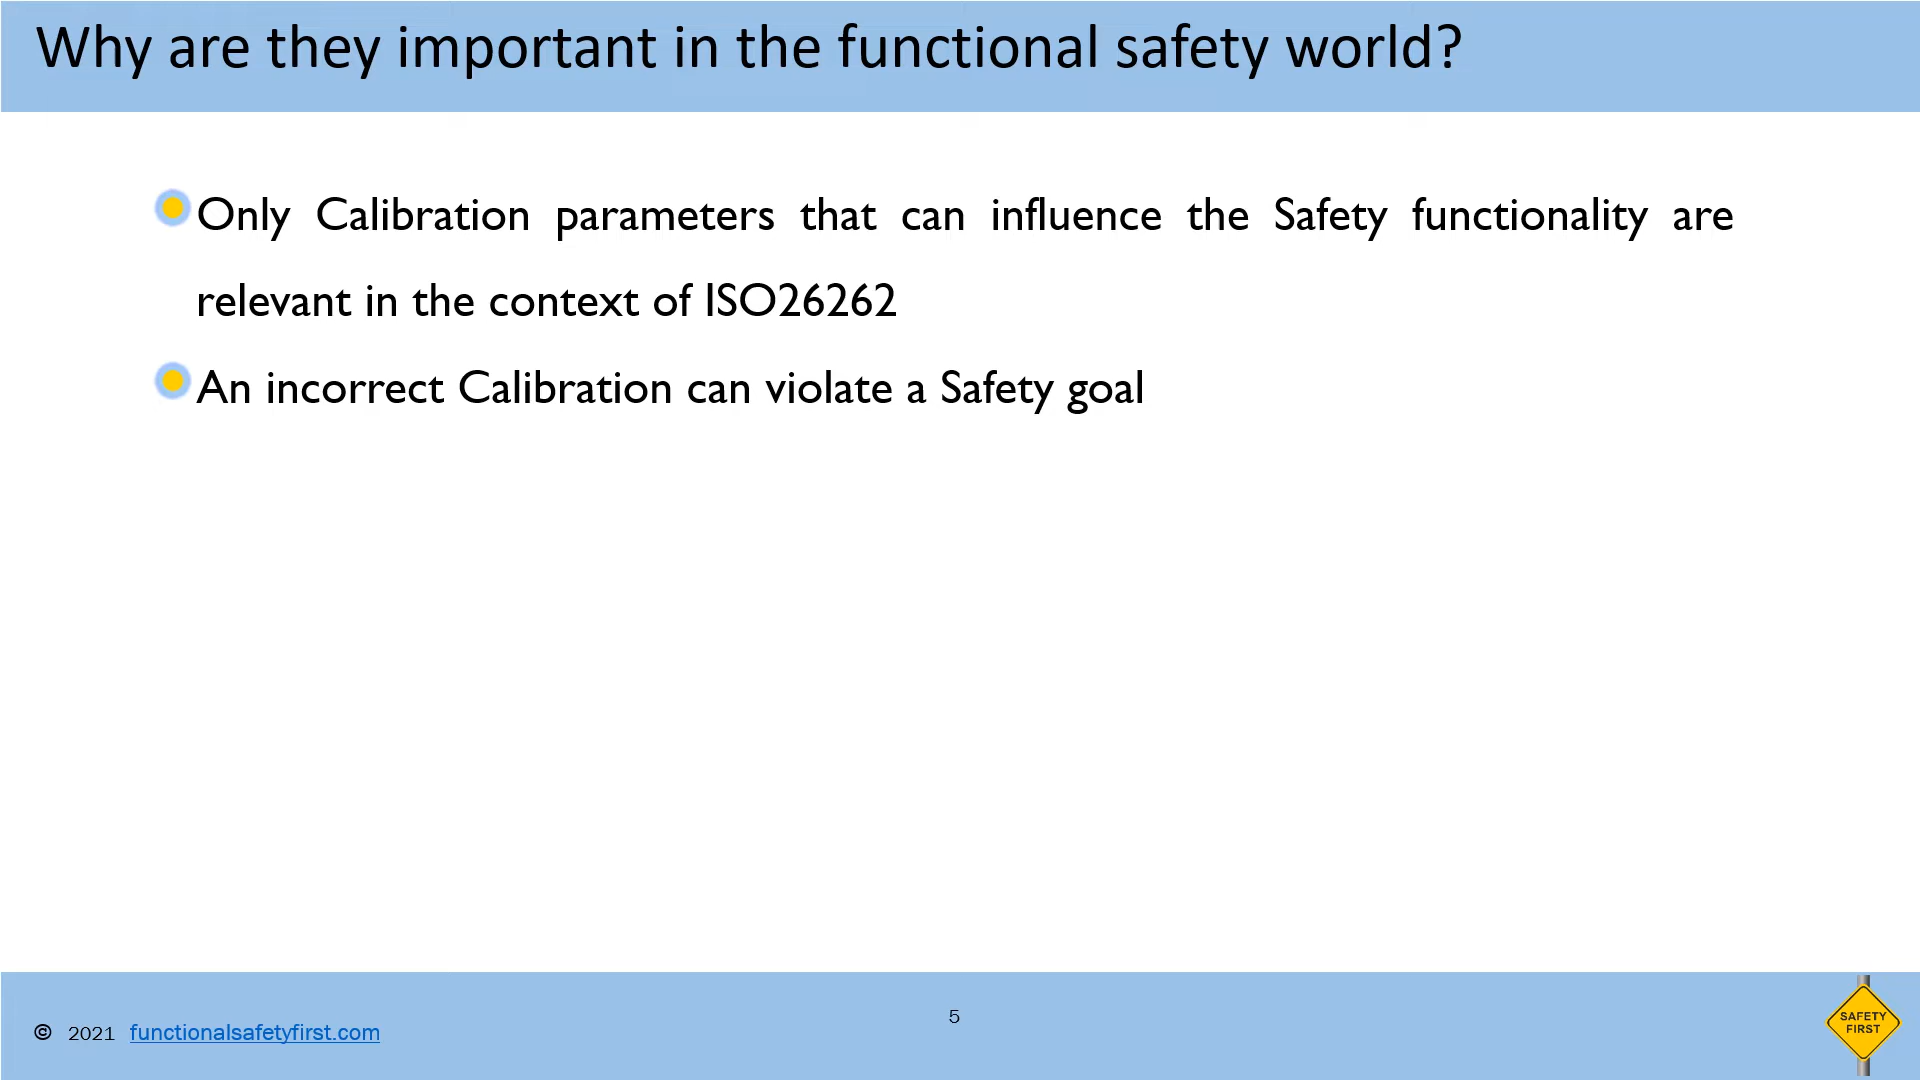 Why are they important in the functional safety world?
Only Calibration parameters that can influence the Safety functionality are
relevant in the context of ISO26262
An incorrect Calibration can violate a Safety goal
© 2021 functionalsafetyfirst.com
5
SAFETY
FIRST